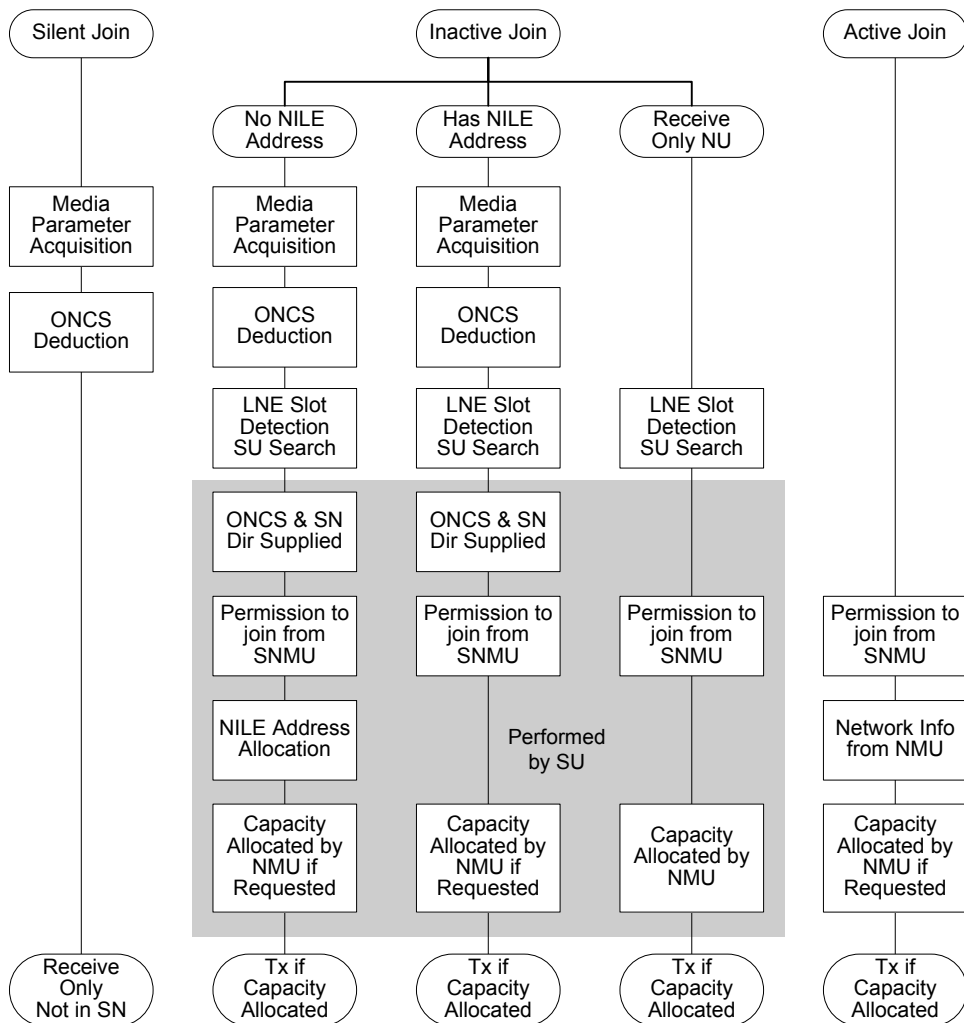 Silent Join
Inactive Join
Active Join
No NILE
Address
Has NILE
Address
Receive
Only NU
Media
Parameter
Acquisition
Media
Parameter
Acquisition
Media
Parameter
Acquisition
ONCS
Deduction
ONCS
Deduction
ONCS
Deduction
LNE Slot
Detection
SU Search
LNE Slot
Detection
SU Search
LNE Slot
Detection
SU Search
ONCS & SN
Dir Supplied
ONCS & SN
Dir Supplied
Permission to
join from
SNMU
Permission to
join from
SNMU
Permission to
join from
SNMU
Permission to
join from
SNMU
NILE Address
Allocation
Performed
by SU
Network Info
from NMU
Capacity
Allocated by
NMU if
Requested
Capacity
Allocated by
NMU if
Requested
Capacity
Allocated by
NMU
Capacity
Allocated by
NMU if
Requested
Receive
Only
Not in SN
Tx if
Capacity
Allocated
Tx if
Capacity
Allocated
Tx if
Capacity
Allocated
Tx if
Capacity
Allocated